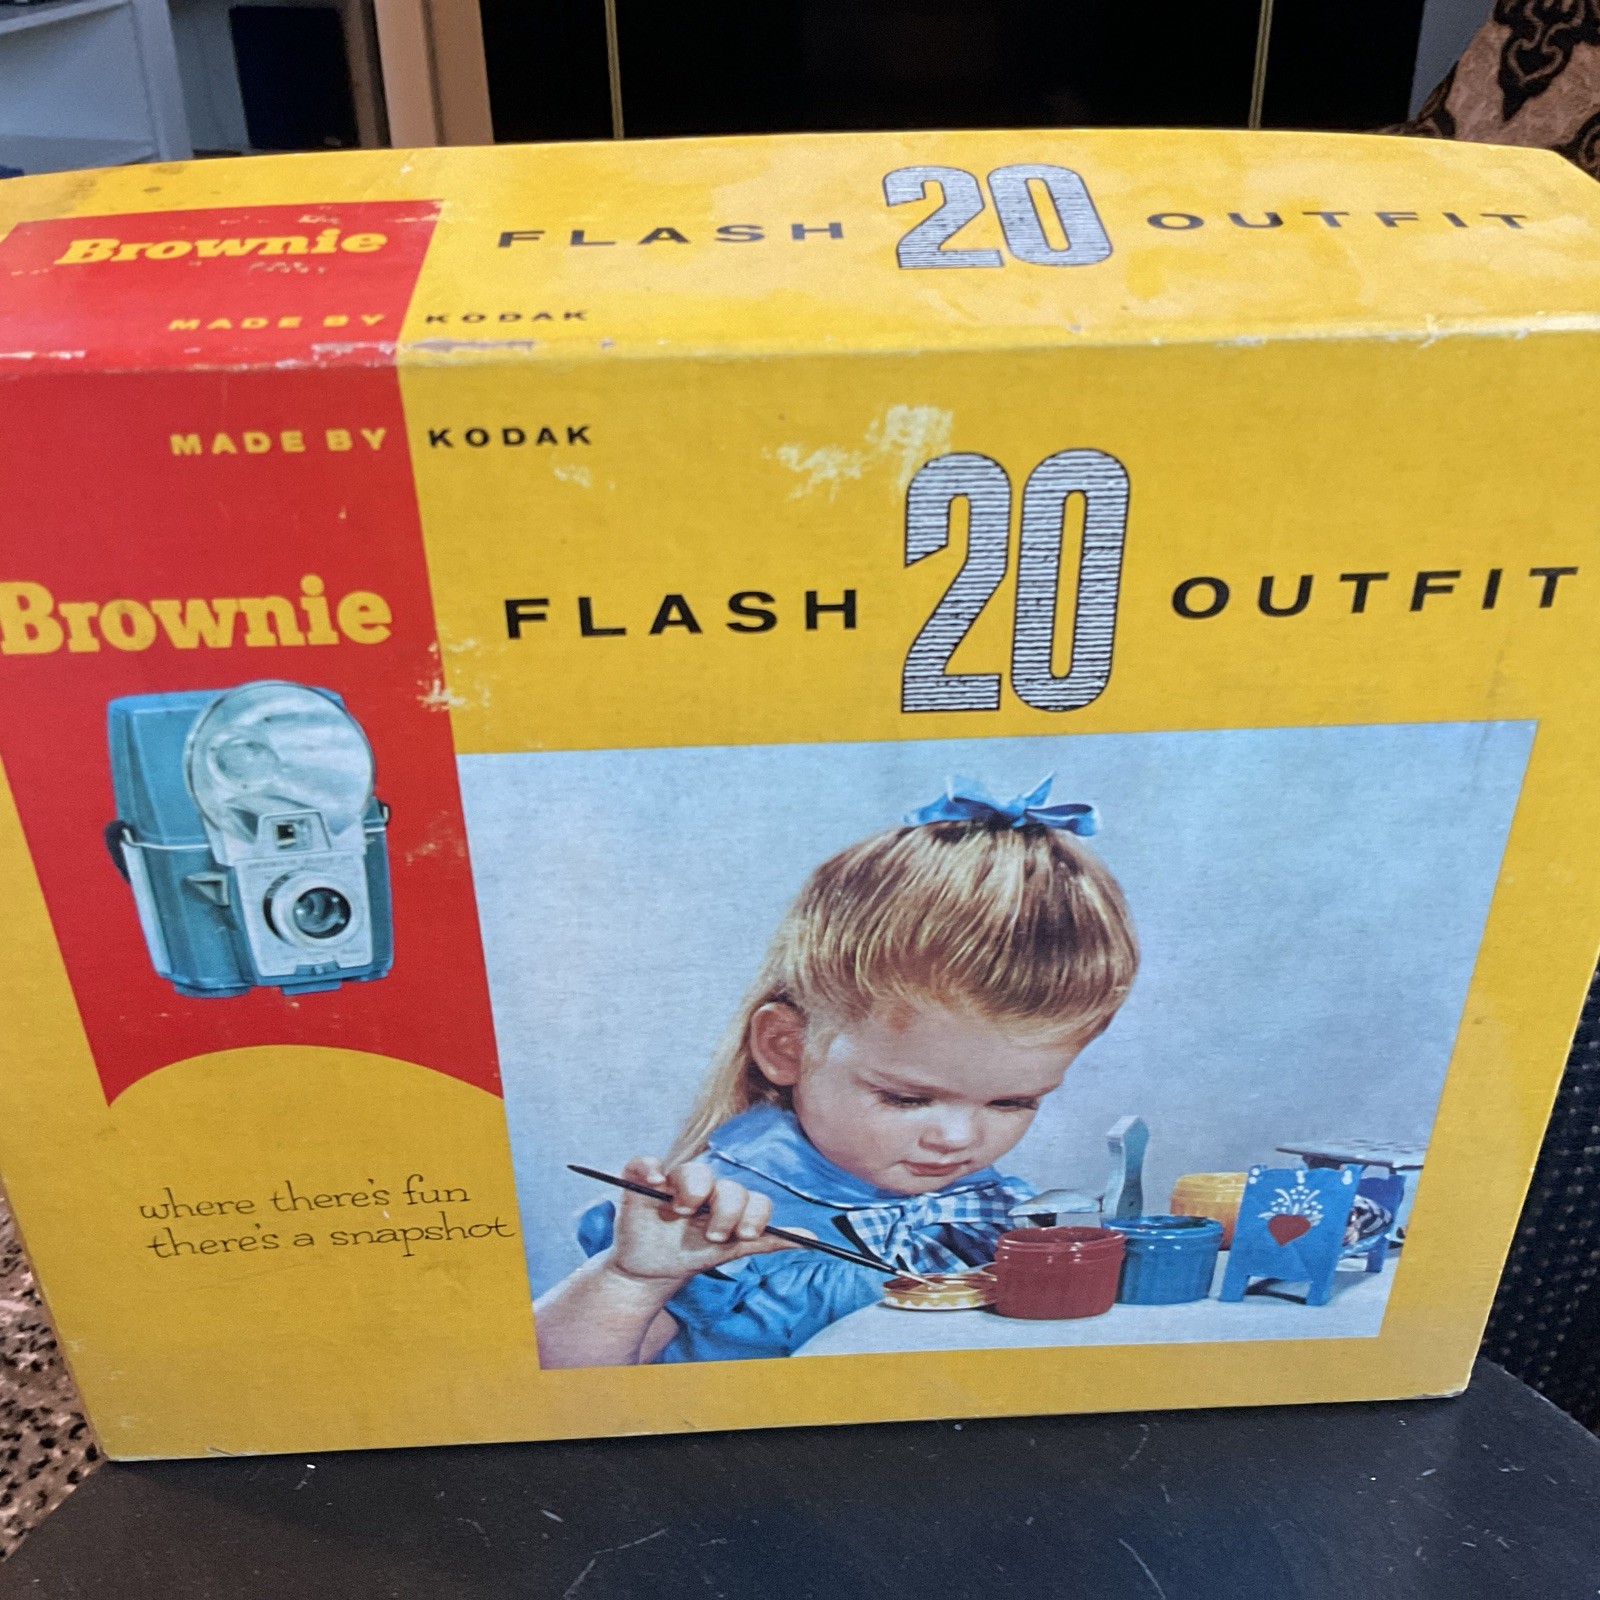 Brownie FLASH 20 OUTFIT
MADE BY KODAK
MADE BY KODAK
Brownie FLASH 20 OUTFIT
where there's fun
there's a snapshot